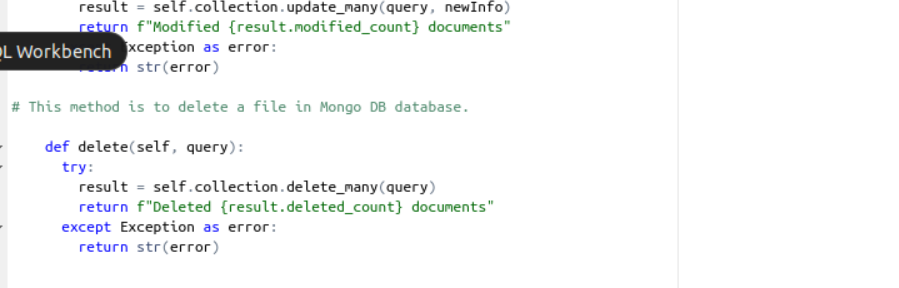 result = self.collection.update_many(query, newInfo)
return f"Modified {result.modified_count} documents"
QL Workbench Exception as error:
return str(error)
# This method is to delete a file in Mongo DB database.
def delete(self, query):
try:
result = self.collection.delete_many(query)
return f"Deleted {result.deleted_count} documents"
except Exception as error:
return str(error)